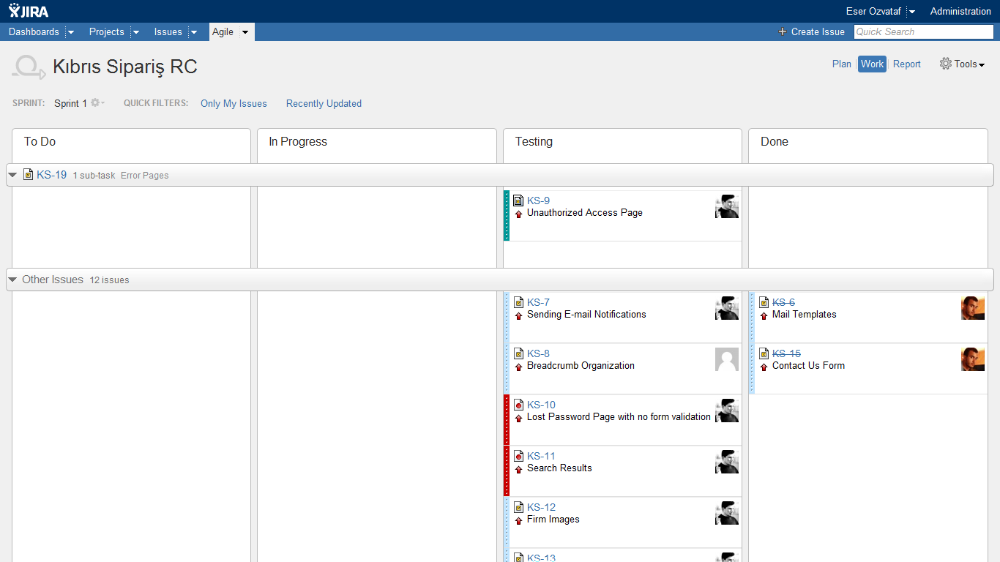 JIRA
Eser Ozvataf Administration
Dashboards Projects Issues Agile + Create Issue Quick Search
Kıbrıs Sipariş RC
Plan Work Report Tools
SPRINT: Sprint 1 QUICK FILTERS: Only My Issues Recently Updated
To Do In Progress Testing Done
KS-19 1 sub-task Error Pages
KS-9
Unauthorized Access Page
Other Issues 12 issues
KS-7
Sending E-mail Notifications
KS-8
Breadcrumb Organization
KS-10
Lost Password Page with no form validation
KS-11
Search Results
KS-12
Firm Images
KS-13
KS-6
Mail Templates
KS-15
Contact Us Form